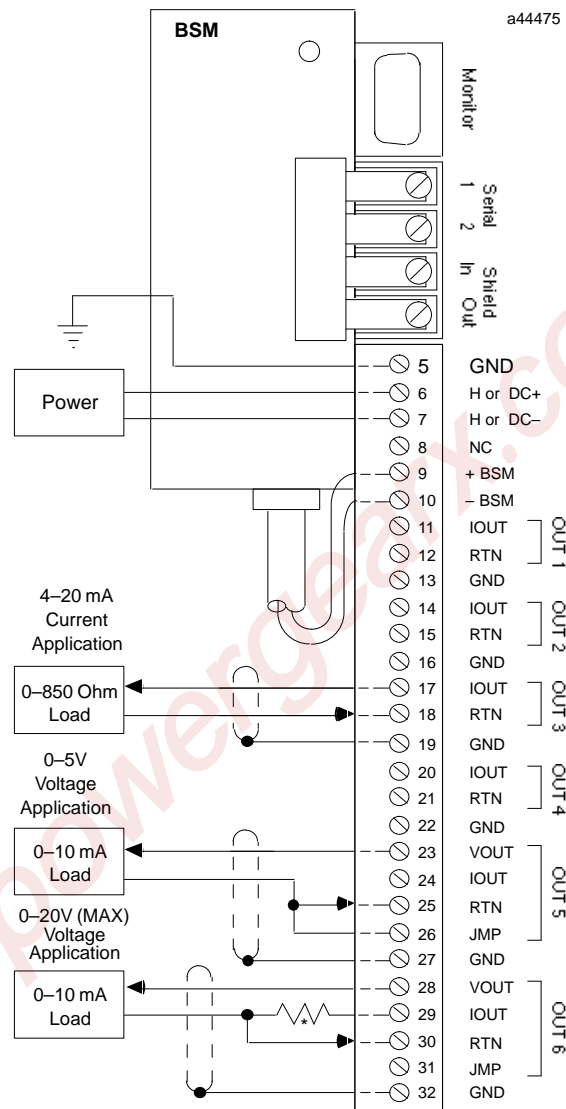 a44475
BSM
Monitor
Serial
1 2
Shield
In Out
Power
5 GND
6 H or DC+
7 H or DC–
8 NC
9 + BSM
10 – BSM
11 IOUT
12 RTN
OUT 1
13 GND
14 IOUT
15 RTN
OUT 2
16 GND
4–20 mA
Current
Application
0–850 Ohm
Load
17 IOUT
18 RTN
OUT 3
19 GND
20 IOUT
21 RTN
OUT 4
22 GND
0–5V
Voltage
Application
0–10 mA
Load
23 VOUT
24 IOUT
25 RTN
26 JMP
OUT 5
27 GND
0–20V (MAX)
Voltage
Application
0–10 mA
Load
28 VOUT
*
29 IOUT
30 RTN
31 JMP
OUT 6
32 GND
powergearx.c